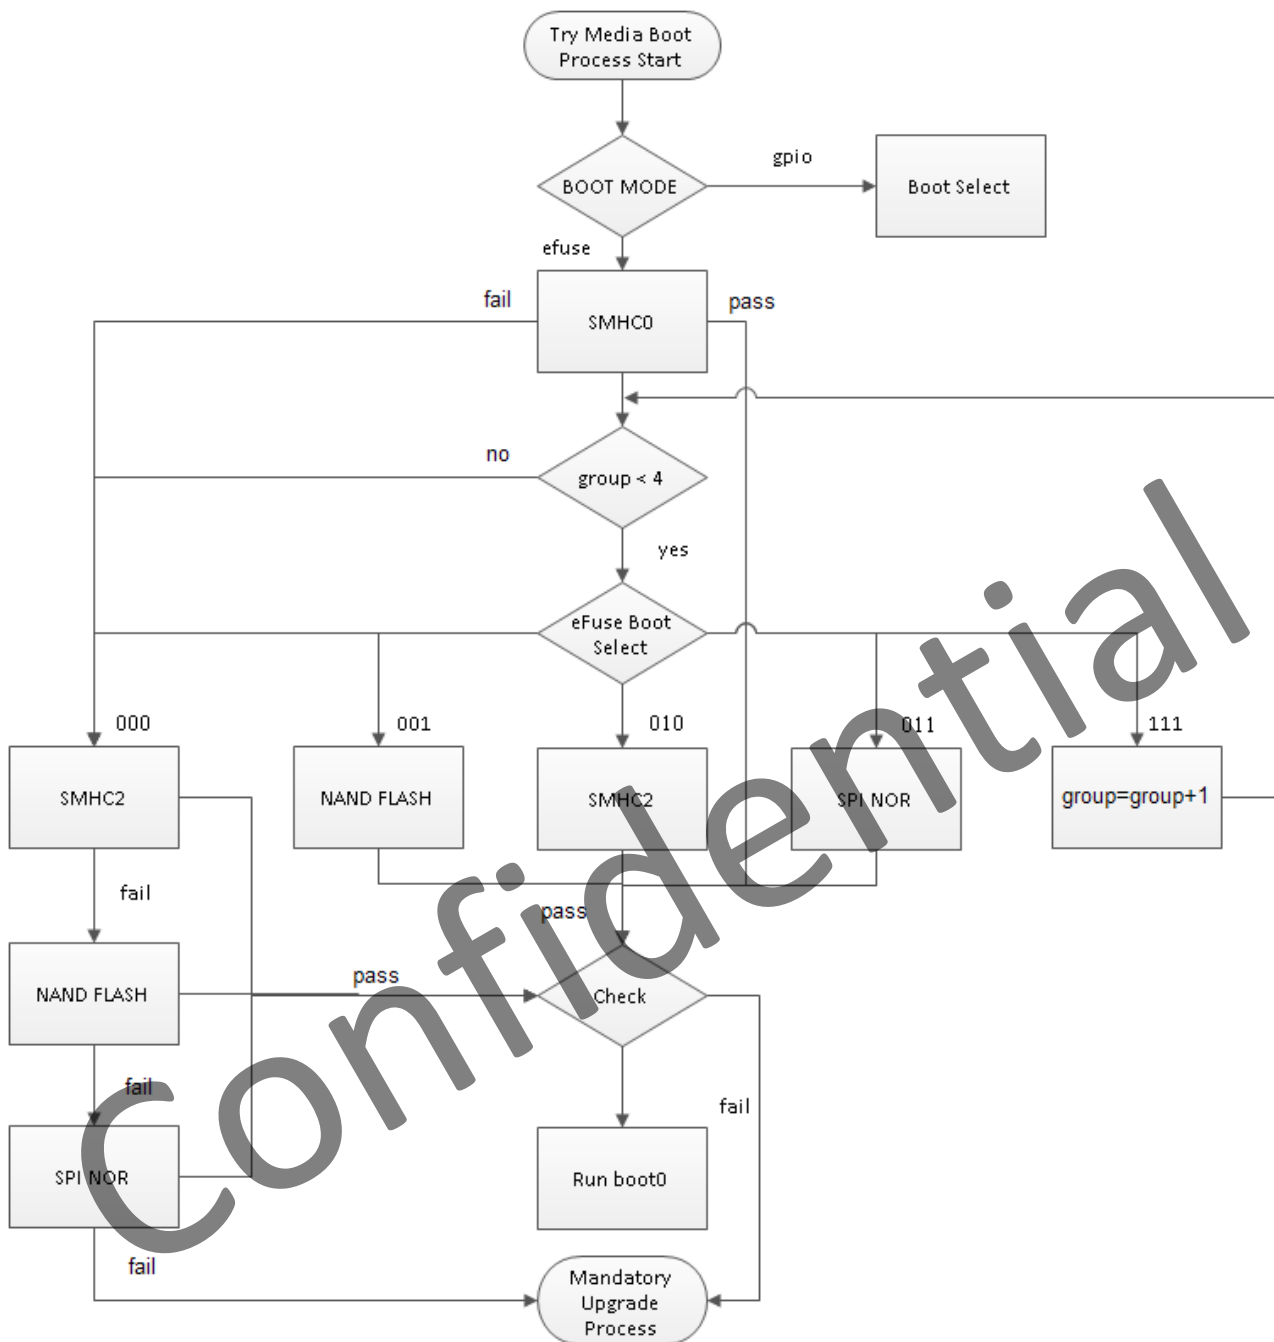 Try Media Boot
Process Start
BOOT MODE
gpio
Boot Select
efuse
fail
SMHC0
pass
no
group < 4
yes
eFuse Boot
Select
000
001
010
011
111
SMHC2
NAND FLASH
SMHC2
SPI NOR
group=group+1
fail
pass
NAND FLASH
pass
Check
fail
fail
SPI NOR
Run boot0
fail
Mandatory
Upgrade
Process
Confidential